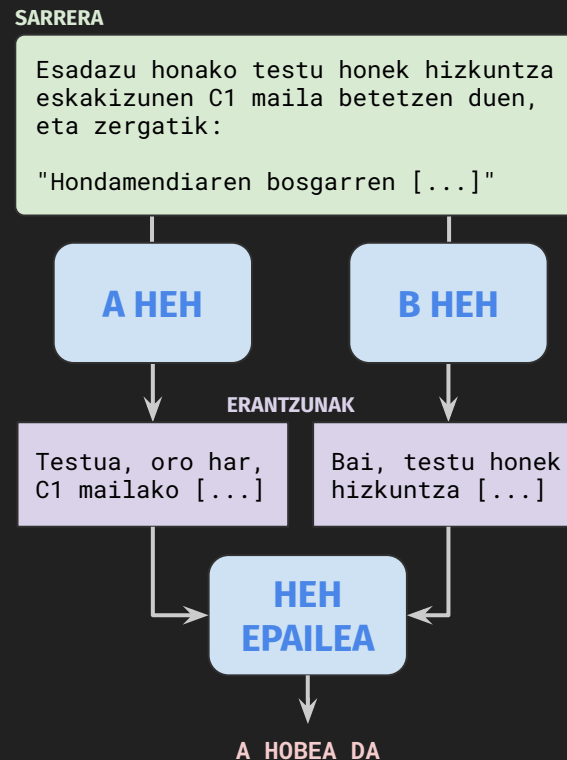 SARRERA
Esadazu honako testu honek hizkuntza
eskakizunen C1 maila betetzen duen,
eta zergatik:
"Hondamendiaren bosgarren [...]"
A HEH
B HEH
ERANTZUNAK
Testua, oro har,
C1 mailako [...]
Bai, testu honek
hizkuntza [...]
HEH
EPAILEA
A HOBEA DA